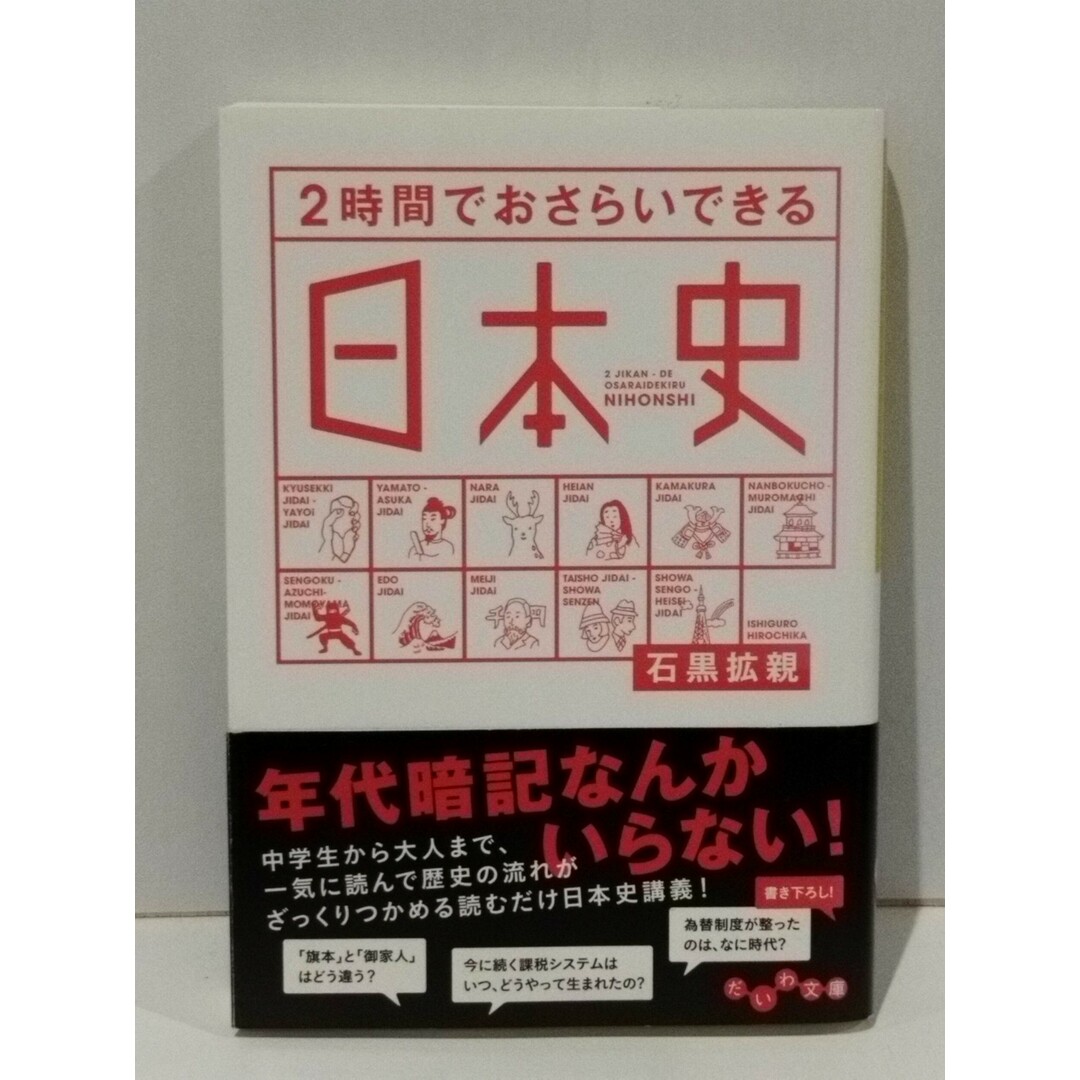 2時間でおさらいできる
日本史
2 JIKAN - DE
OSARAIDEKIRU
NIHONSHI
KYUSEKKI
JIDAI -
YAYOI
JIDAI
YAMATO -
ASUKA
JIDAI
NARA
JIDAI
HEIAN
JIDAI
KAMAKURA
JIDAI
NANBOKUCHO -
MUROMACHI
JIDAI
SENGOKU -
AZUCHI-
MOMOYAMA
JIDAI
EDO
JIDAI
MEIJI
JIDAI
TAISHO JIDAI -
SHOWA
SENZEN
SHOWA
SENGO -
HEISEI
JIDAI
ISHIGURO
HIROCHIKA
石黒拡親
年代暗記なんか
いらない!
中学生から大人まで、
一気に読んで歴史の流れが
ざっくりつかめる読むだけ日本史講義!
書き下ろし!
為替制度が整った
のは、なに時代?
「旗本」と「御家人」
はどう違う?
今に続く課税システムは
いつ、どうやって生まれたの?
だいわ文庫